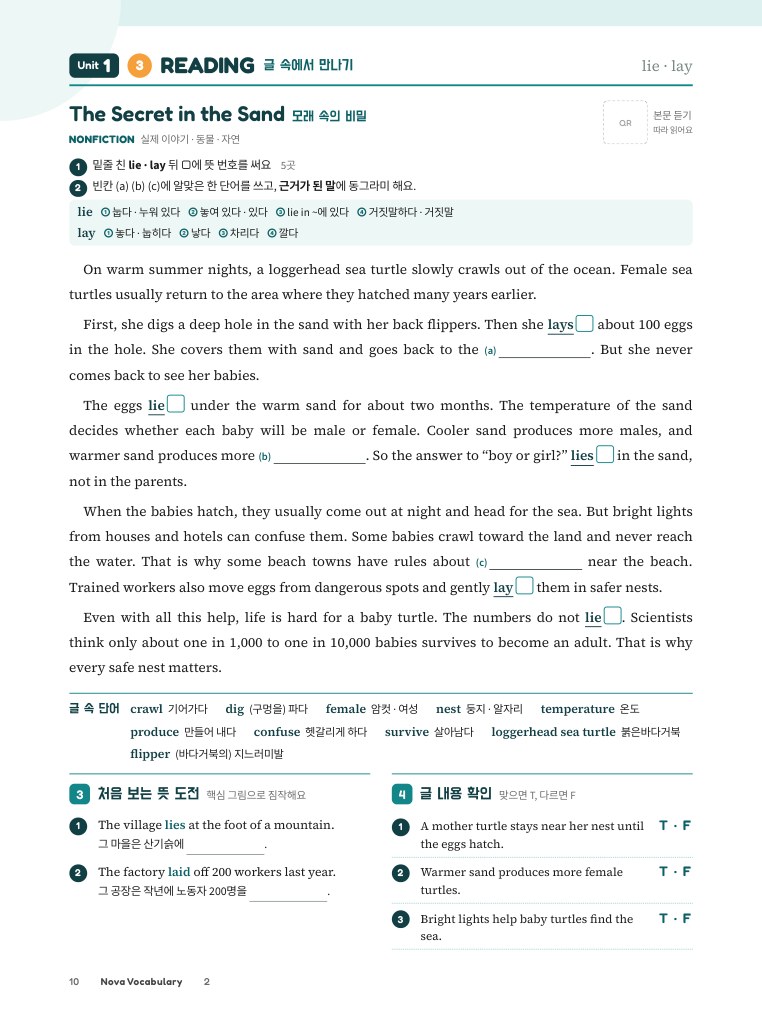 Unit 1 3 READING 글 속에서 만나기 lie · lay
The Secret in the Sand 모래 속의 비밀
NONFICTION 실제 이야기 · 동물 · 자연
QR
본문 듣기
따라 읽어요
1 밑줄 친 lie · lay 뒤 □에 뜻 번호를 써요 5곳
2 빈칸 (a) (b) (c)에 알맞은 한 단어를 쓰고, 근거가 된 말에 동그라미 해요.
lie ① 눕다 · 누워 있다 ② 놓여 있다 · 있다 ③ lie in ~에 있다 ④ 거짓말하다 · 거짓말
lay ① 놓다 · 눕히다 ② 낳다 ③ 차리다 ④ 깔다
On warm summer nights, a loggerhead sea turtle slowly crawls out of the ocean. Female sea
turtles usually return to the area where they hatched many years earlier.
First, she digs a deep hole in the sand with her back flippers. Then she lays □ about 100 eggs
in the hole. She covers them with sand and goes back to the (a) ____________. But she never
comes back to see her babies.
The eggs lie □ under the warm sand for about two months. The temperature of the sand
decides whether each baby will be male or female. Cooler sand produces more males, and
warmer sand produces more (b) ____________. So the answer to “boy or girl?” lies □ in the sand,
not in the parents.
When the babies hatch, they usually come out at night and head for the sea. But bright lights
from houses and hotels can confuse them. Some babies crawl toward the land and never reach
the water. That is why some beach towns have rules about (c) ____________ near the beach.
Trained workers also move eggs from dangerous spots and gently lay □ them in safer nests.
Even with all this help, life is hard for a baby turtle. The numbers do not lie □. Scientists
think only about one in 1,000 to one in 10,000 babies survives to become an adult. That is why
every safe nest matters.
글 속 단어 crawl 기어가다 dig (구멍을) 파다 female 암컷 · 여성 nest 둥지 · 알자리 temperature 온도
produce 만들어 내다 confuse 헷갈리게 하다 survive 살아남다 loggerhead sea turtle 붉은바다거북
flipper (바다거북의) 지느러미발
3 처음 보는 뜻 도전 핵심 그림으로 짐작해요
1 The village lies at the foot of a mountain.
그 마을은 산기슭에 ____________.
2 The factory laid off 200 workers last year.
그 공장은 작년에 노동자 200명을 ____________.
4 글 내용 확인 맞으면 T, 다르면 F
1 A mother turtle stays near her nest until T · F
the eggs hatch.
2 Warmer sand produces more female T · F
turtles.
3 Bright lights help baby turtles find the T · F
sea.
10 Nova Vocabulary 2